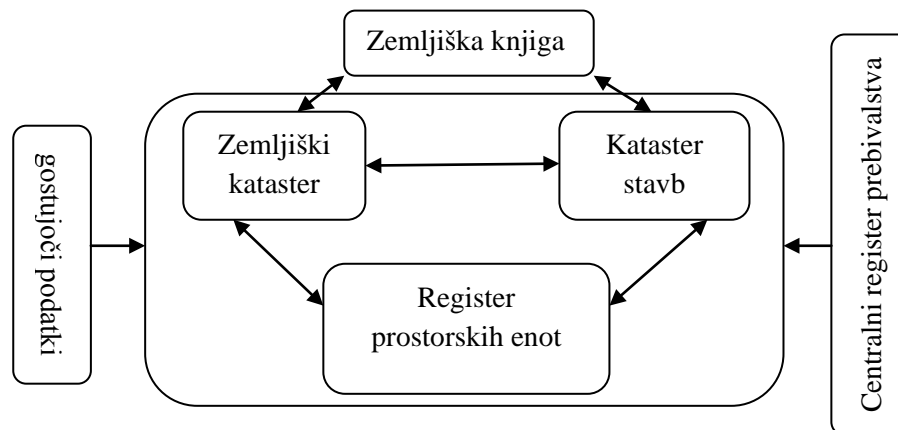 Zemljiška knjiga
Zemljiški
kataster
Kataster
stavb
Register
prostorskih enot
gostujoči podatki
Centralni register prebivalstva